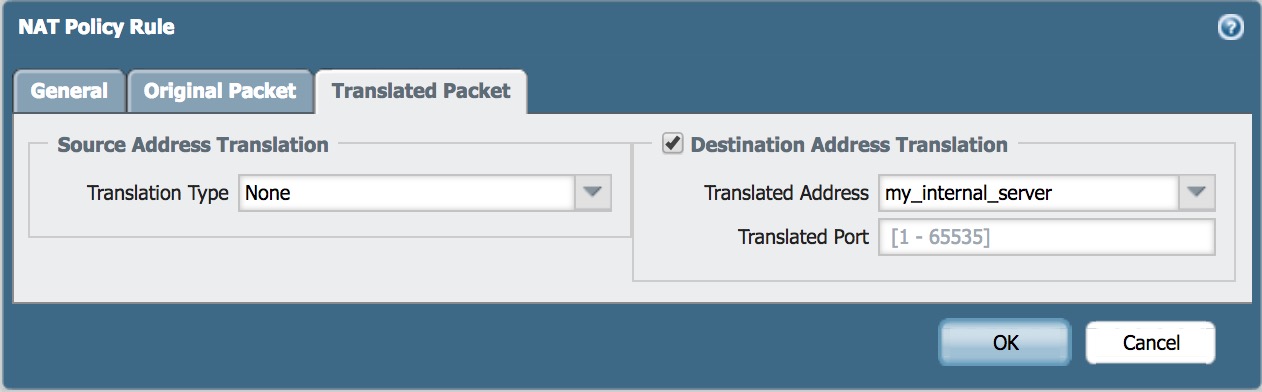 NAT Policy Rule
?
General
Original Packet
Translated Packet
Source Address Translation
Translation Type None
Destination Address Translation
Translated Address my_internal_server
Translated Port [1 - 65535]
OK
Cancel